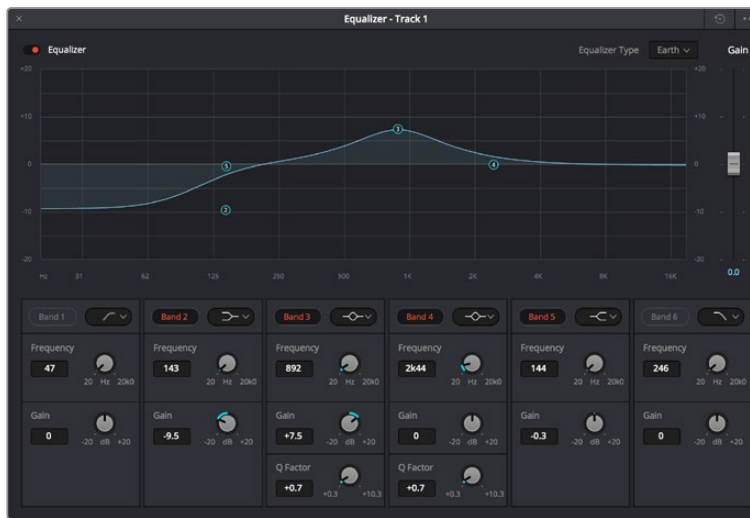 Equalizer - Track 1
Equalizer
Equalizer Type
Earth
Gain
+20
+20
+10
+10
0
0
-10
-10
-20
-20
Hz 31 62 125 250 500 1K 2K 4K 8K 16K
5
2
3
4
0.0
Band 1
Band 2
Band 3
Band 4
Band 5
Band 6
Frequency
Frequency
Frequency
Frequency
Frequency
Frequency
47
143
892
2k44
144
246
20 Hz 20k0
20 Hz 20k0
20 Hz 20k0
20 Hz 20k0
20 Hz 20k0
20 Hz 20k0
Gain
Gain
Gain
Gain
Gain
Gain
0
-9.5
+7.5
0
-0.3
0
-20 dB +20
-20 dB +20
-20 dB +20
-20 dB +20
-20 dB +20
-20 dB +20
Q Factor
Q Factor
+0.7
+0.7
+0.3 +10.3
+0.3 +10.3